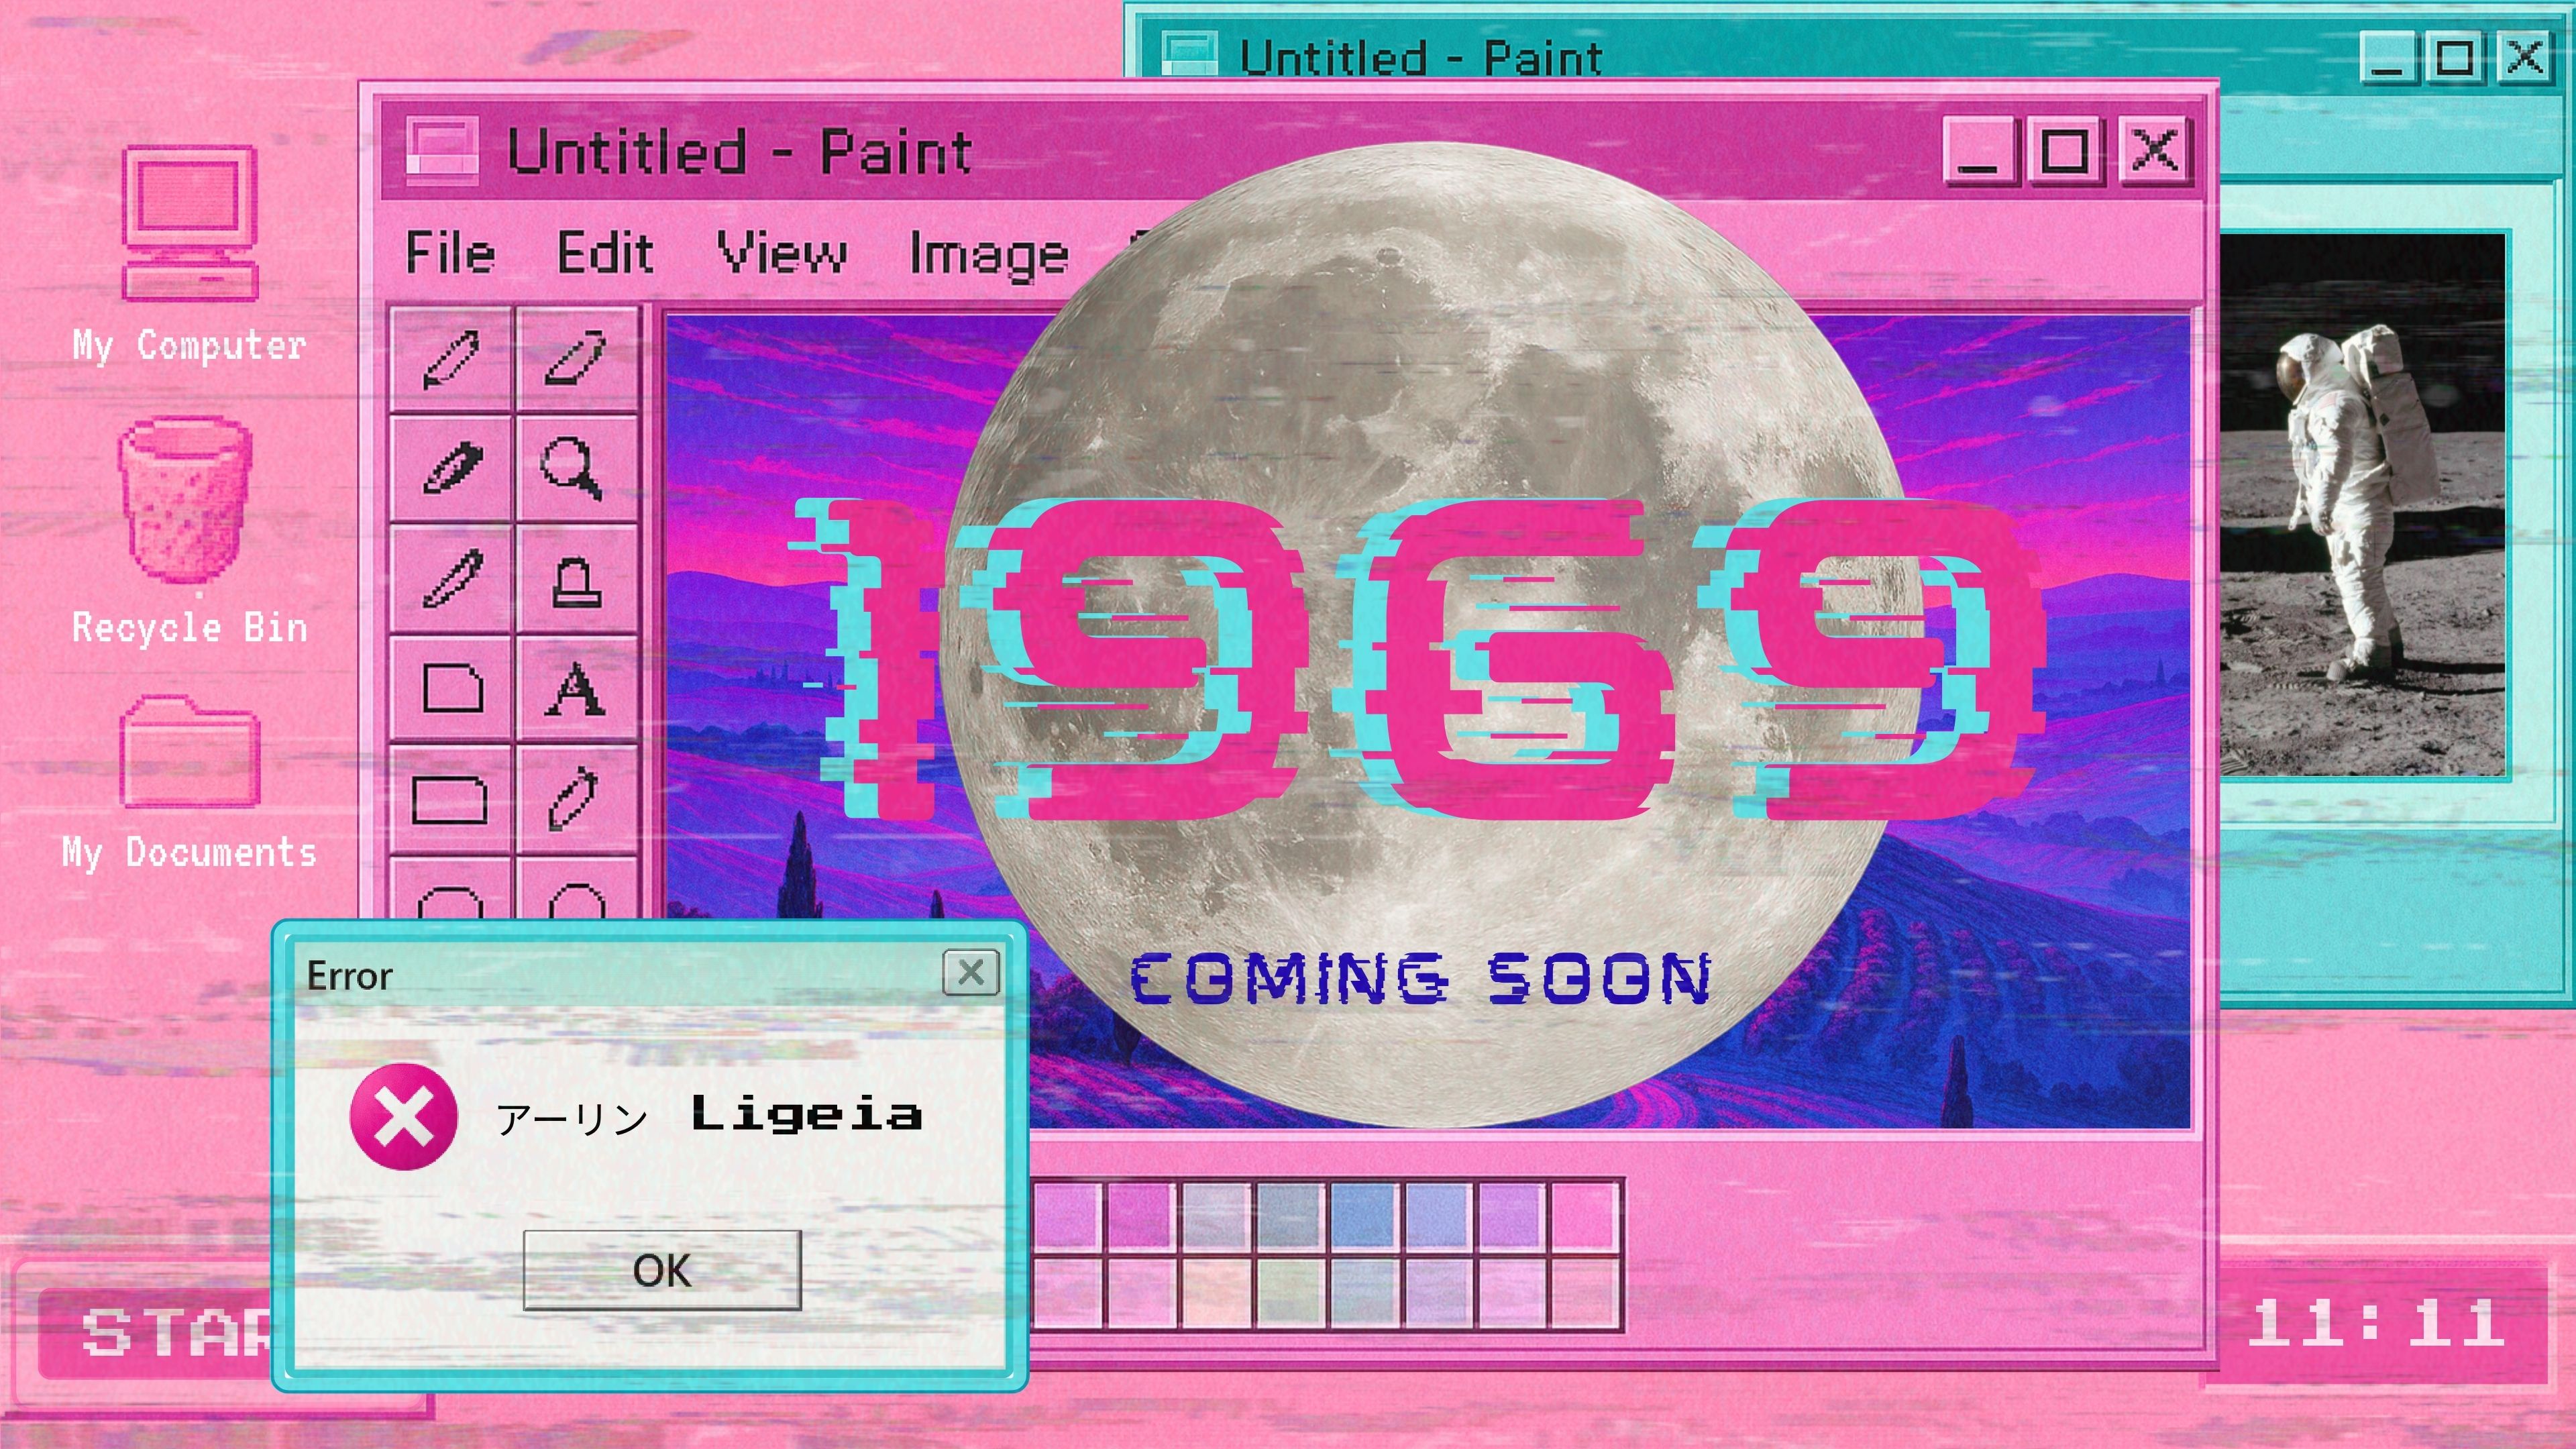 Untitled - Paint
Untitled - Paint
File Edit View Image
My Computer
Recycle Bin
My Documents
1969
COMING SOON
Error
アーリン Ligeia
OK
STAR
11:11